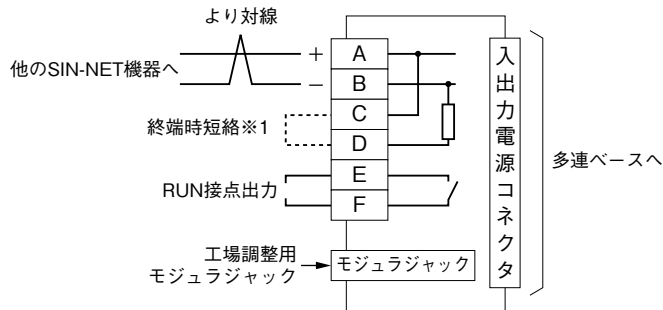 より対線
他のSIN-NET機器へ
+
−
A
B
C
D
E
F
終端時短絡※1
RUN接点出力
工場調整用
モジュラジャック
モジュラジャック
入出力電源コネクタ
多連ベースへ